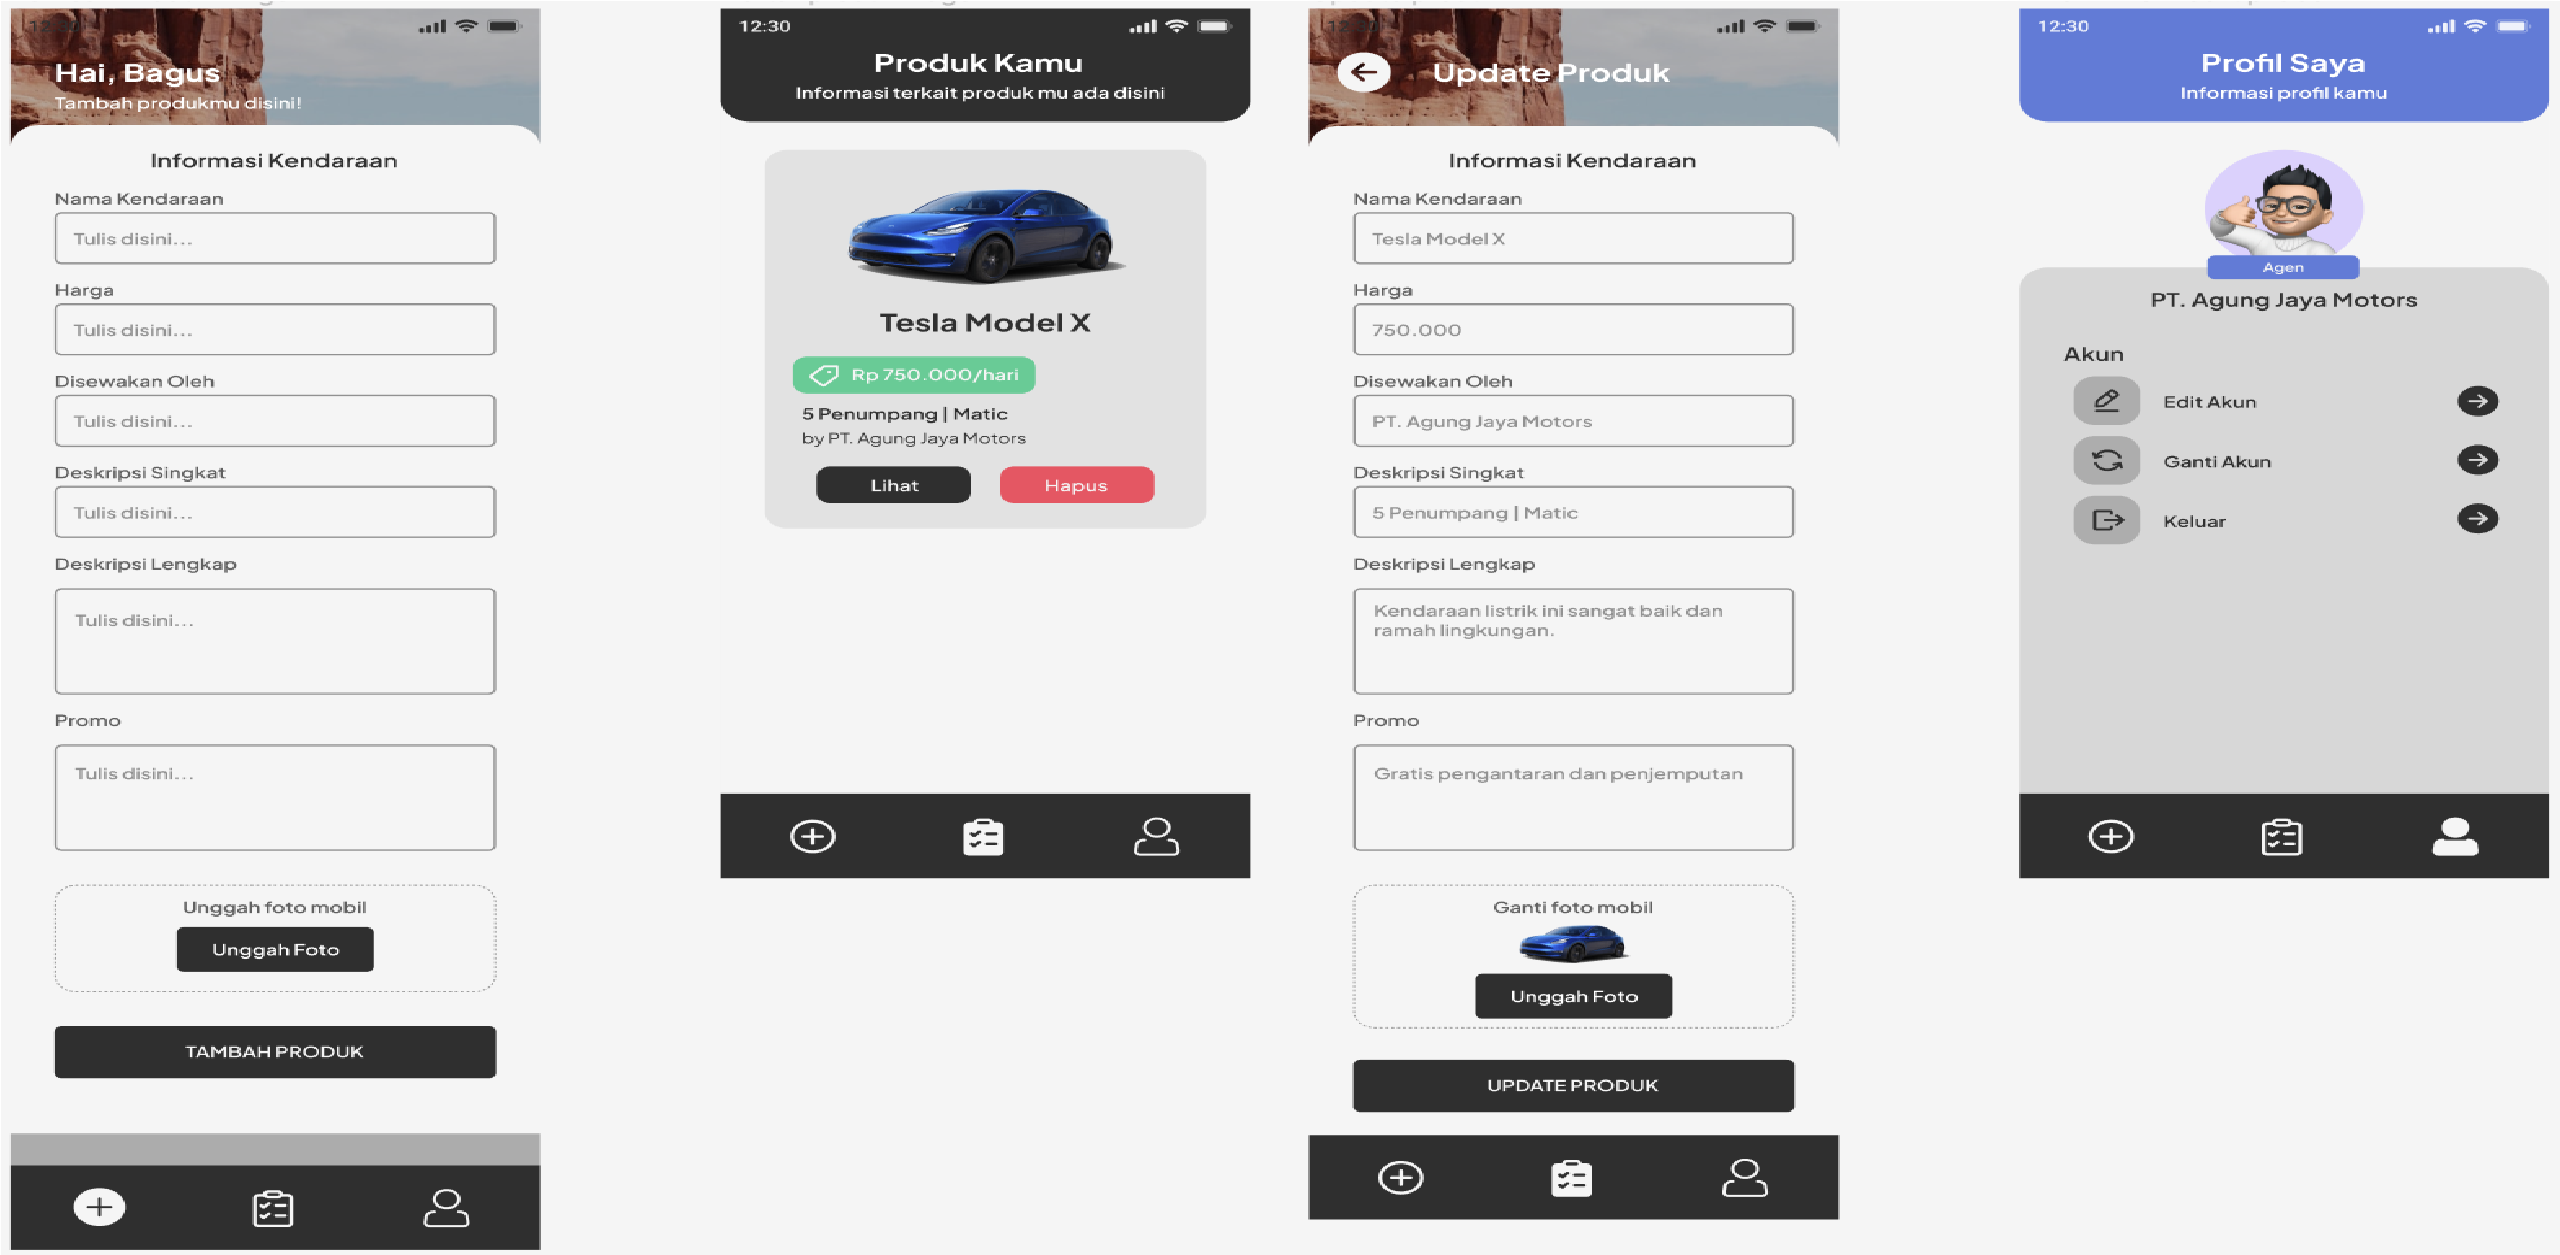 12:30
Hai, Bagus
Tambah produkmu disini!
Informasi Kendaraan
Nama Kendaraan
Tulis disini...
Harga
Tulis disini...
Disewakan Oleh
Tulis disini...
Deskripsi Singkat
Tulis disini...
Deskripsi Lengkap
Tulis disini...
Promo
Tulis disini...
Unggah foto mobil
Unggah Foto
TAMBAH PRODUK
12:30
Produk Kamu
Informasi terkait produk mu ada disini
Tesla Model X
Rp 750.000/hari
5 Penumpang | Matic
by PT. Agung Jaya Motors
Lihat
Hapus
12:30
Update Produk
Informasi Kendaraan
Nama Kendaraan
Tesla Model X
Harga
750.000
Disewakan Oleh
PT. Agung Jaya Motors
Deskripsi Singkat
5 Penumpang | Matic
Deskripsi Lengkap
Kendaraan listrik ini sangat baik dan
ramah lingkungan.
Promo
Gratis pengantaran dan penjemputan
Ganti foto mobil
Unggah Foto
UPDATE PRODUK
12:30
Profil Saya
Informasi profil kamu
Agen
PT. Agung Jaya Motors
Akun
Edit Akun
Ganti Akun
Keluar